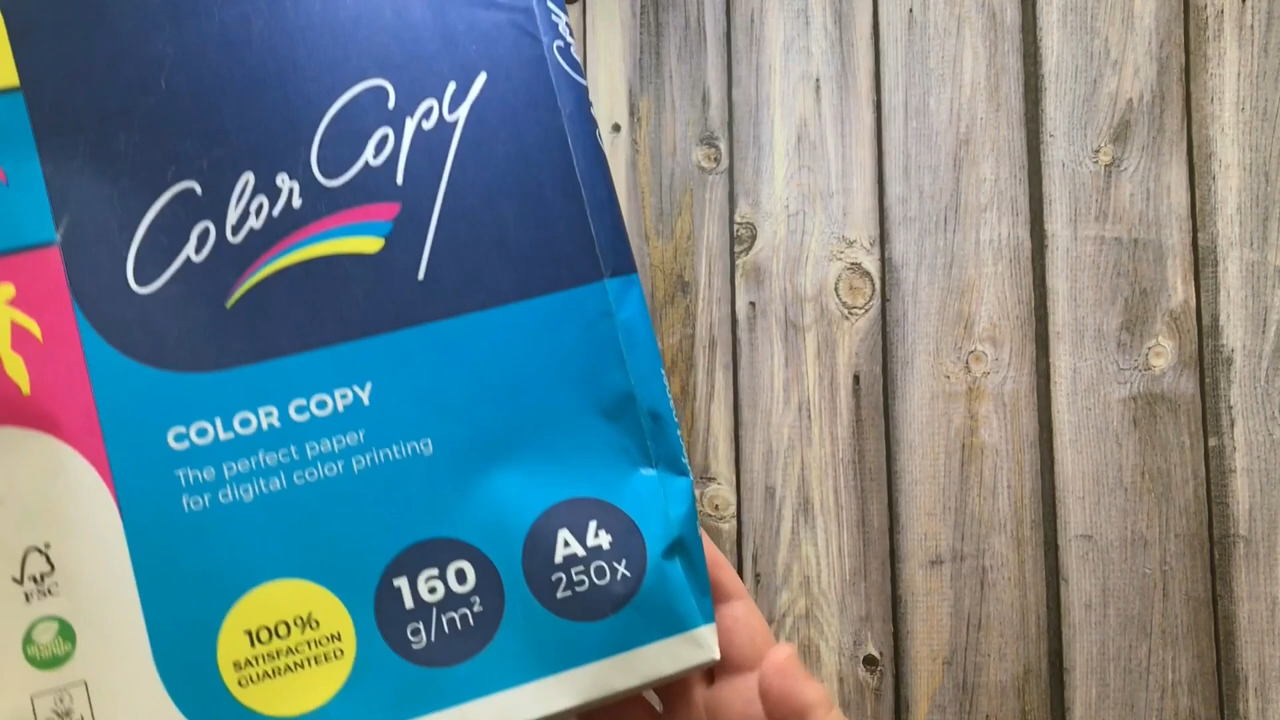 Color Copy
COLOR COPY
The perfect paper
for digital color printing
100%
SATISFACTION
GUARANTEED
160
g/m²
A4
250x
FSC